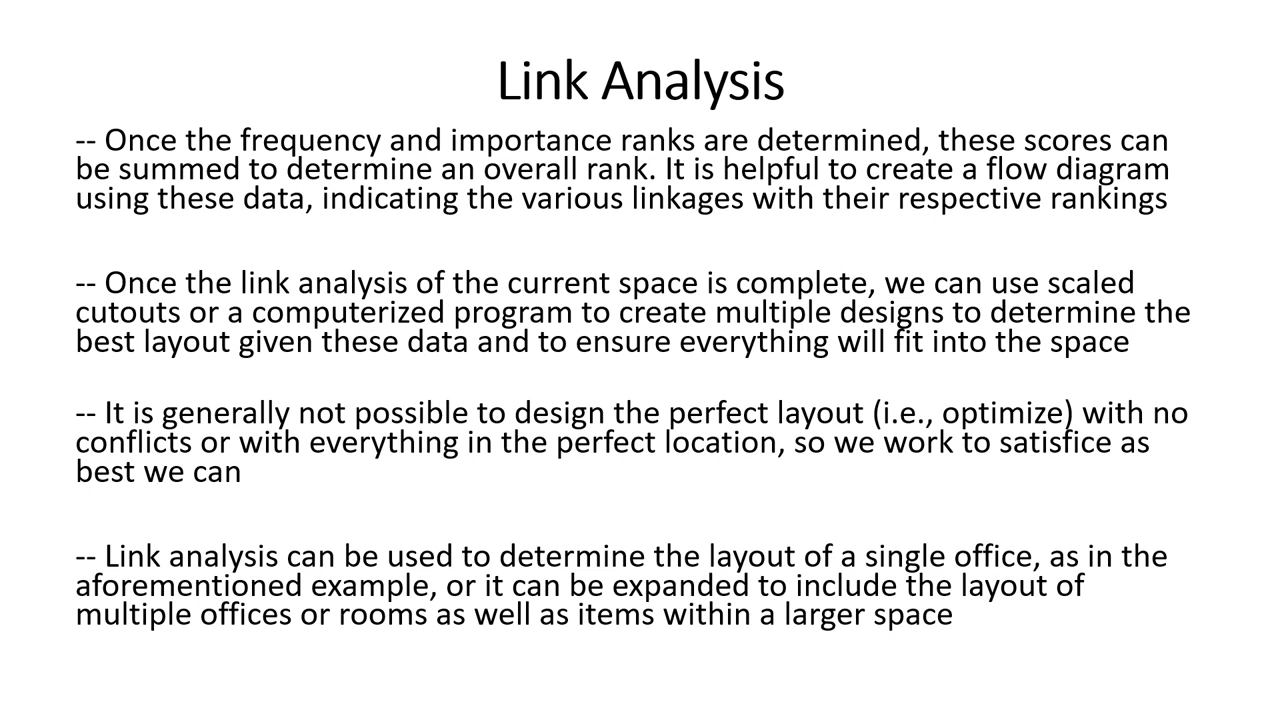 Link Analysis
-- Once the frequency and importance ranks are determined, these scores can
be summed to determine an overall rank. It is helpful to create a flow diagram
using these data, indicating the various linkages with their respective rankings
-- Once the link analysis of the current space is complete, we can use scaled
cutouts or a computerized program to create multiple designs to determine the
best layout given these data and to ensure everything will fit into the space
-- It is generally not possible to design the perfect layout (i.e., optimize) with no
conflicts or with everything in the perfect location, so we work to satisfice as
best we can
-- Link analysis can be used to determine the layout of a single office, as in the
aforementioned example, or it can be expanded to include the layout of
multiple offices or rooms as well as items within a larger space